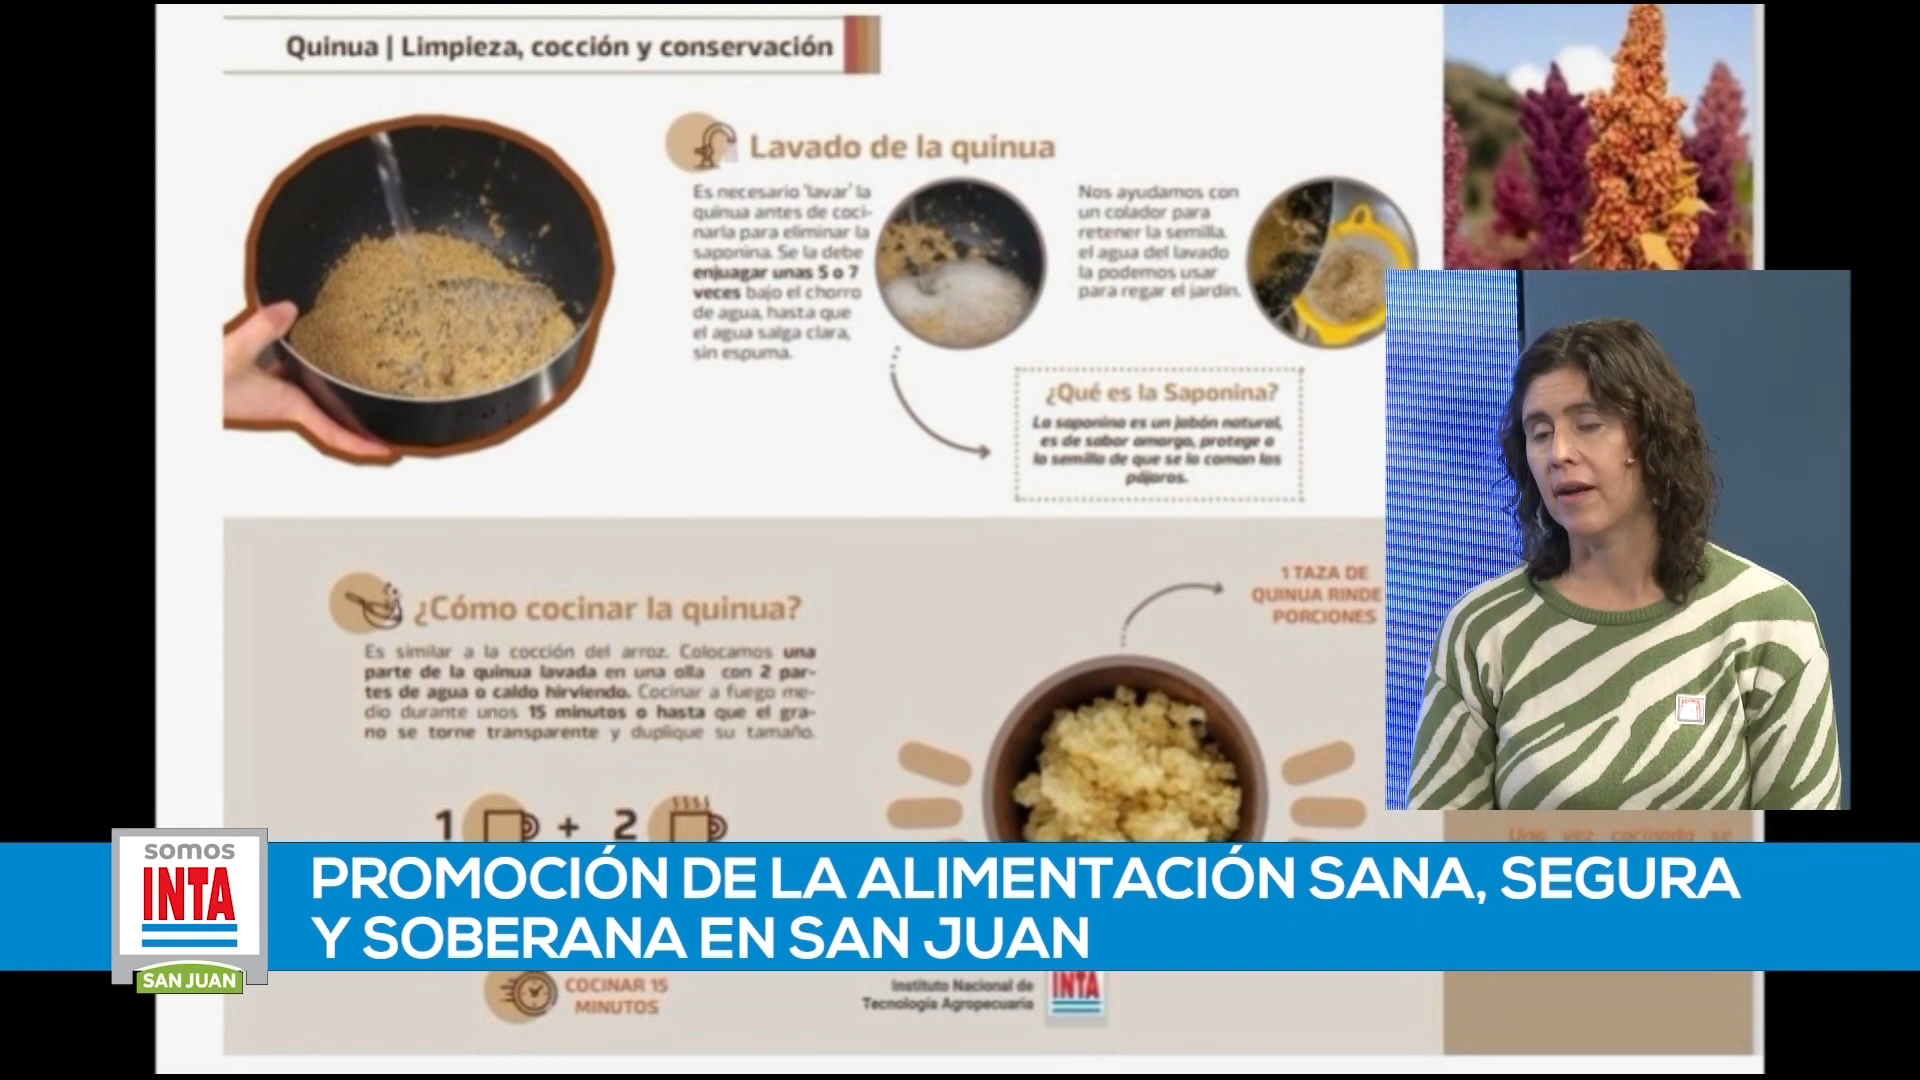 Quinua | Limpieza, cocción y conservación
Lavado de la quinua
Es necesario 'lavar' la
quinua antes de coci-
narla para eliminar la
saponina. Se la debe
enjuagar unas 5 o 7
veces bajo el chorro
de agua, hasta que
el agua salga clara,
sin espuma.
Nos ayudamos con
un colador para
retener la semilla.
el agua del lavado
la podemos usar
para regar el jardín.
¿Qué es la Saponina?
La saponina es un jabón natural,
es de sabor amargo, protege a
la semilla de que se la coman los
pájaros.
¿Cómo cocinar la quinua?
Es similar a la cocción del arroz. Colocamos una
parte de la quinua lavada en una olla con 2 par-
tes de agua o caldo hirviendo. Cocinar a fuego me-
dio durante unos 15 minutos o hasta que el gra-
no se torne transparente y duplique su tamaño.
1 + 2
1 TAZA DE
QUINUA RINDE
PORCIONES
Una vez cocinada se
somos
INTA
SAN JUAN
PROMOCIÓN DE LA ALIMENTACIÓN SANA, SEGURA
Y SOBERANA EN SAN JUAN
COCINAR 15
MINUTOS
Instituto Nacional de
Tecnología Agropecuaria
INTA